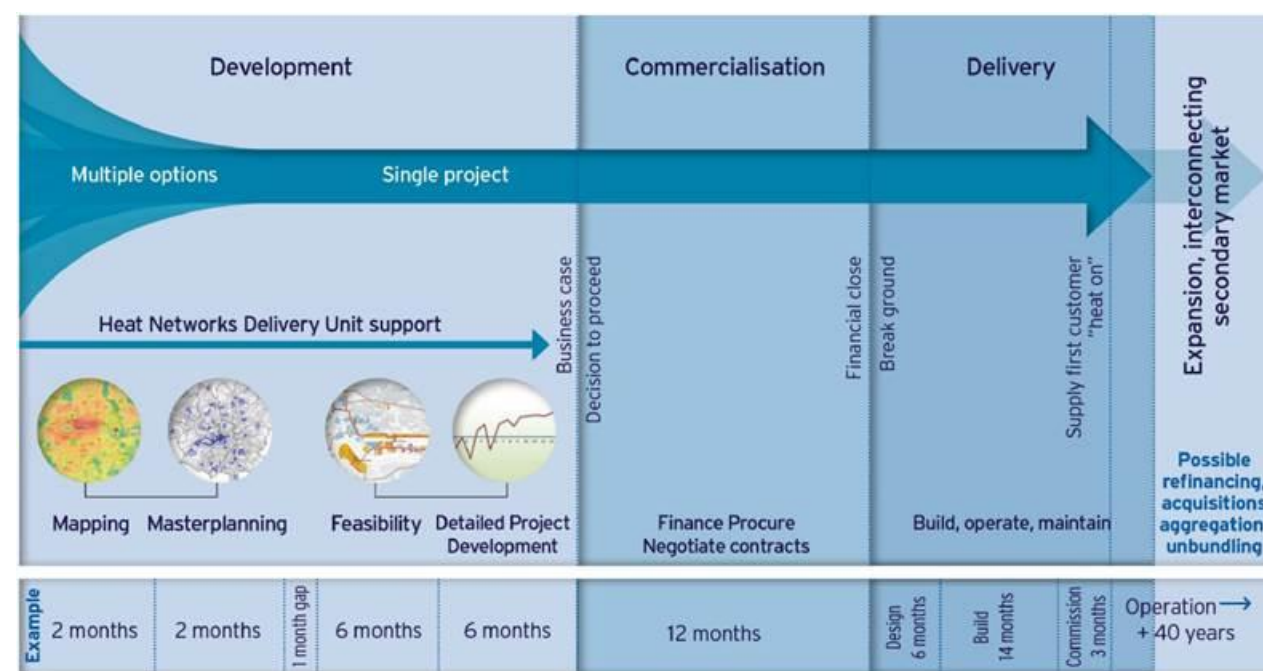 Development
Commercialisation
Delivery
Multiple options
Single project
Expansion, interconnecting
secondary market
Heat Networks Delivery Unit support
Business case
Decision to proceed
Financial close
Break ground
Supply first customer
"heat on"
Mapping
Masterplanning
Feasibility
Detailed Project
Development
Finance Procure
Negotiate contracts
Build, operate, maintain
Possible
refinancing,
acquisitions
aggregation
unbundling
Example
2 months
2 months
1 month gap
6 months
6 months
12 months
Design
6 months
Build
14 months
Commission
3 months
Operation
+ 40 years